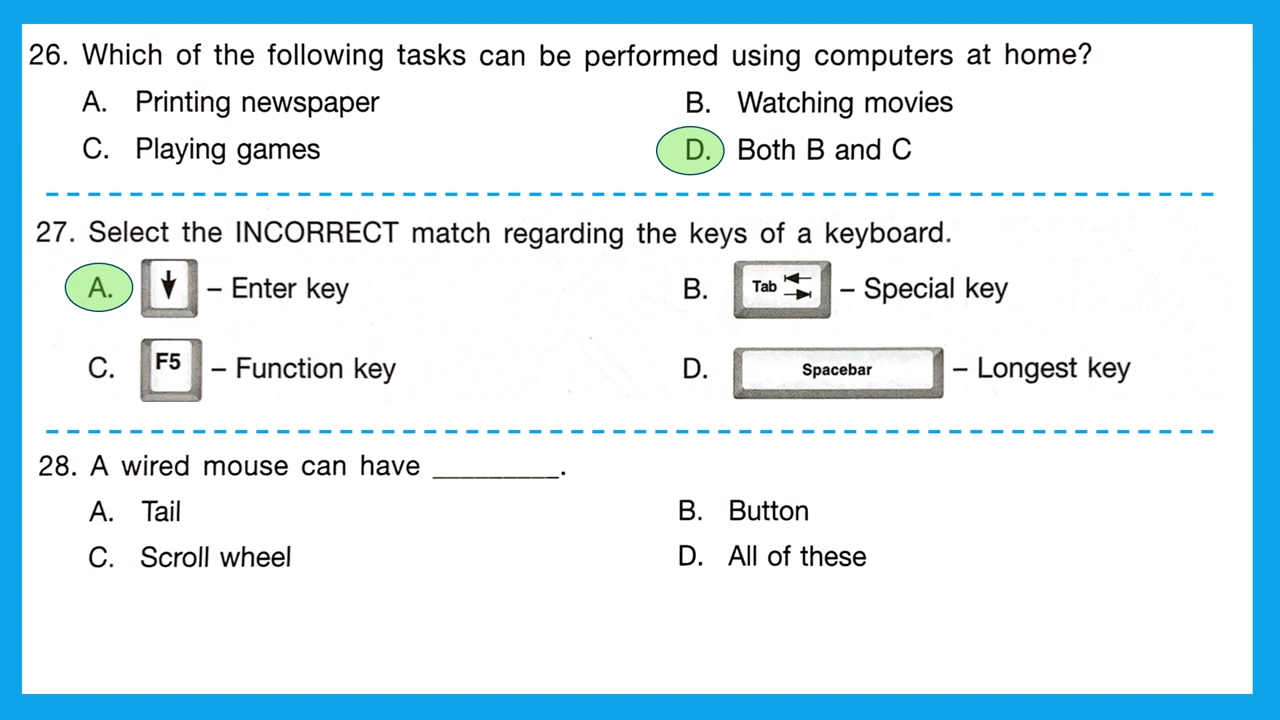 26. Which of the following tasks can be performed using computers at home?
A. Printing newspaper B. Watching movies
C. Playing games D. Both B and C
27. Select the INCORRECT match regarding the keys of a keyboard.
A. ↓ – Enter key B. Tab – Special key
C. F5 – Function key D. Spacebar – Longest key
28. A wired mouse can have _________.
A. Tail B. Button
C. Scroll wheel D. All of these